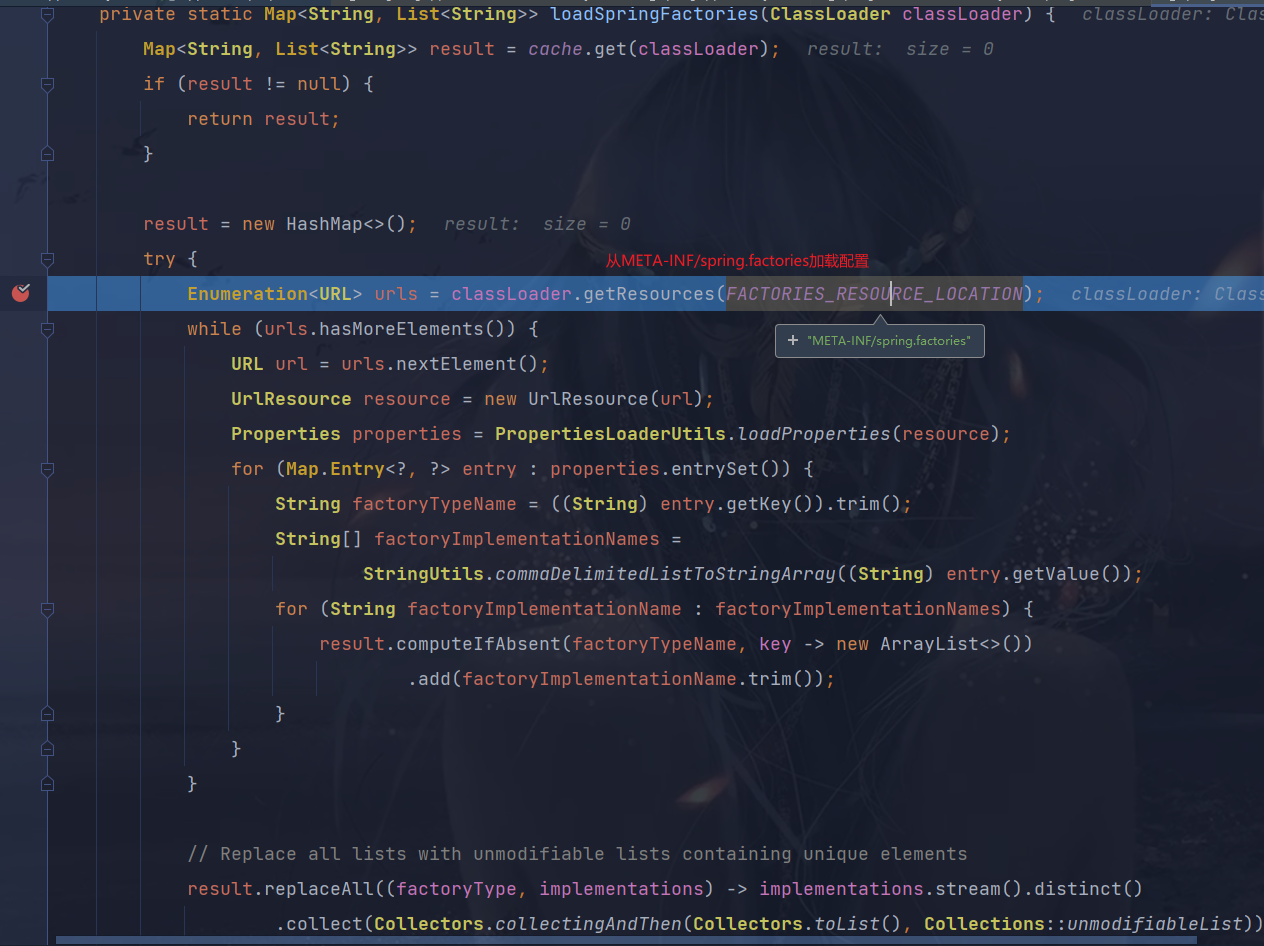 private static Map<String, List<String>> loadSpringFactories(ClassLoader classLoader) { classLoader: Clas
Map<String, List<String>> result = cache.get(classLoader); result: size = 0
if (result != null) {
return result;
}
result = new HashMap<>(); result: size = 0
try {
从META-INF/spring.factories加载配置
Enumeration<URL> urls = classLoader.getResources(FACTORIES_RESOURCE_LOCATION); classLoader: Class
while (urls.hasMoreElements()) {
+ "META-INF/spring.factories"
URL url = urls.nextElement();
UrlResource resource = new UrlResource(url);
Properties properties = PropertiesLoaderUtils.loadProperties(resource);
for (Map.Entry<?, ?> entry : properties.entrySet()) {
String factoryTypeName = ((String) entry.getKey()).trim();
String[] factoryImplementationNames =
StringUtils.commaDelimitedListToStringArray((String) entry.getValue());
for (String factoryImplementationName : factoryImplementationNames) {
result.computeIfAbsent(factoryTypeName, key -> new ArrayList<>())
.add(factoryImplementationName.trim());
}
}
}
// Replace all lists with unmodifiable lists containing unique elements
result.replaceAll((factoryType, implementations) -> implementations.stream().distinct()
.collect(Collectors.collectingAndThen(Collectors.toList(), Collections::unmodifiableList))